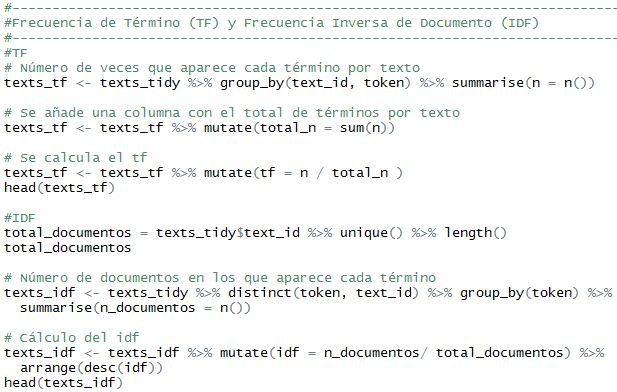 #-------------------------------------------------------------------
#Frecuencia de Término (TF) y Frecuencia Inversa de Documento (IDF)
#-------------------------------------------------------------------
#TF
# Número de veces que aparece cada término por texto
texts_tf <- texts_tidy %>% group_by(text_id, token) %>% summarise(n = n())
# Se añade una columna con el total de términos por texto
texts_tf <- texts_tf %>% mutate(total_n = sum(n))
# Se calcula el tf
texts_tf <- texts_tf %>% mutate(tf = n / total_n )
head(texts_tf)
#IDF
total_documentos = texts_tidy$text_id %>% unique() %>% length()
total_documentos
# Número de documentos en los que aparece cada término
texts_idf <- texts_tidy %>% distinct(token, text_id) %>% group_by(token) %>%
  summarise(n_documentos = n())
# Cálculo del idf
texts_idf <- texts_idf %>% mutate(idf = n_documentos/ total_documentos) %>%
  arrange(desc(idf))
head(texts_idf)